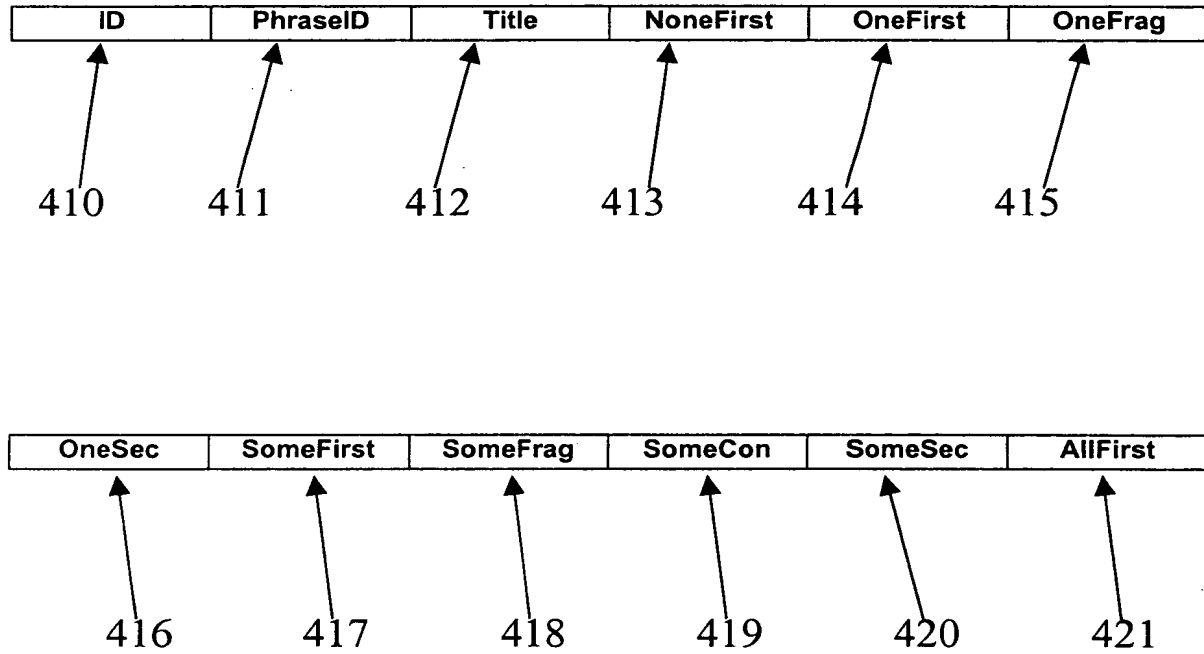 ID PhraseID Title NoneFirst OneFirst OneFrag
410 411 412 413 414 415
OneSec SomeFirst SomeFrag SomeCon SomeSec AllFirst
416 417 418 419 420 421